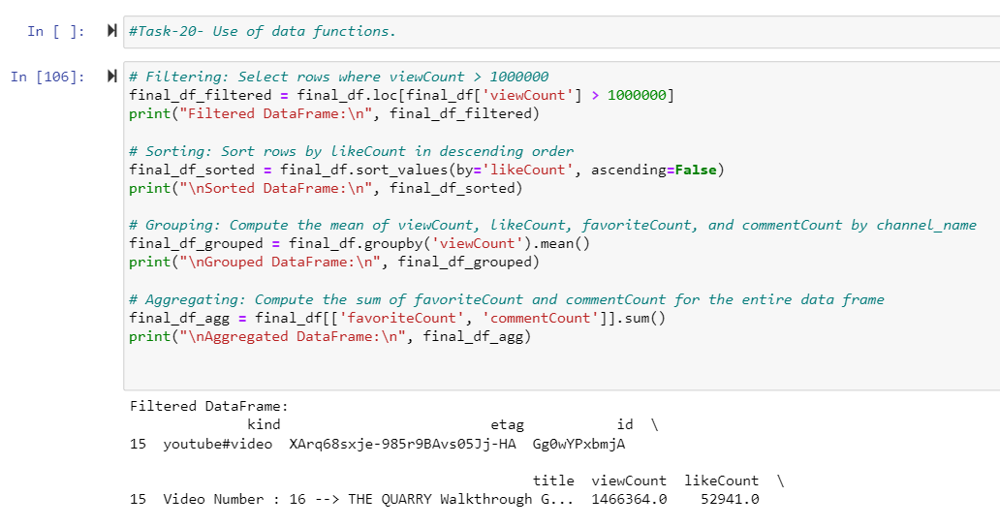 In [ ]: #Task-20- Use of data functions.
In [106]: # Filtering: Select rows where viewCount > 1000000
final_df_filtered = final_df.loc[final_df['viewCount'] > 1000000]
print("Filtered DataFrame:\n", final_df_filtered)
# Sorting: Sort rows by likeCount in descending order
final_df_sorted = final_df.sort_values(by='likeCount', ascending=False)
print("\nSorted DataFrame:\n", final_df_sorted)
# Grouping: Compute the mean of viewCount, likeCount, favoriteCount, and commentCount by channel_name
final_df_grouped = final_df.groupby('viewCount').mean()
print("\nGrouped DataFrame:\n", final_df_grouped)
# Aggregating: Compute the sum of favoriteCount and commentCount for the entire data frame
final_df_agg = final_df[['favoriteCount', 'commentCount']].sum()
print("\nAggregated DataFrame:\n", final_df_agg)
Filtered DataFrame:
kind etag id \
15 youtube#video XArq68sxje-985r9BAvs05Jj-HA Gg0wYPxbmjA
title viewCount likeCount \
15 Video Number : 16 --> THE QUARRY Walkthrough G... 1466364.0 52941.0